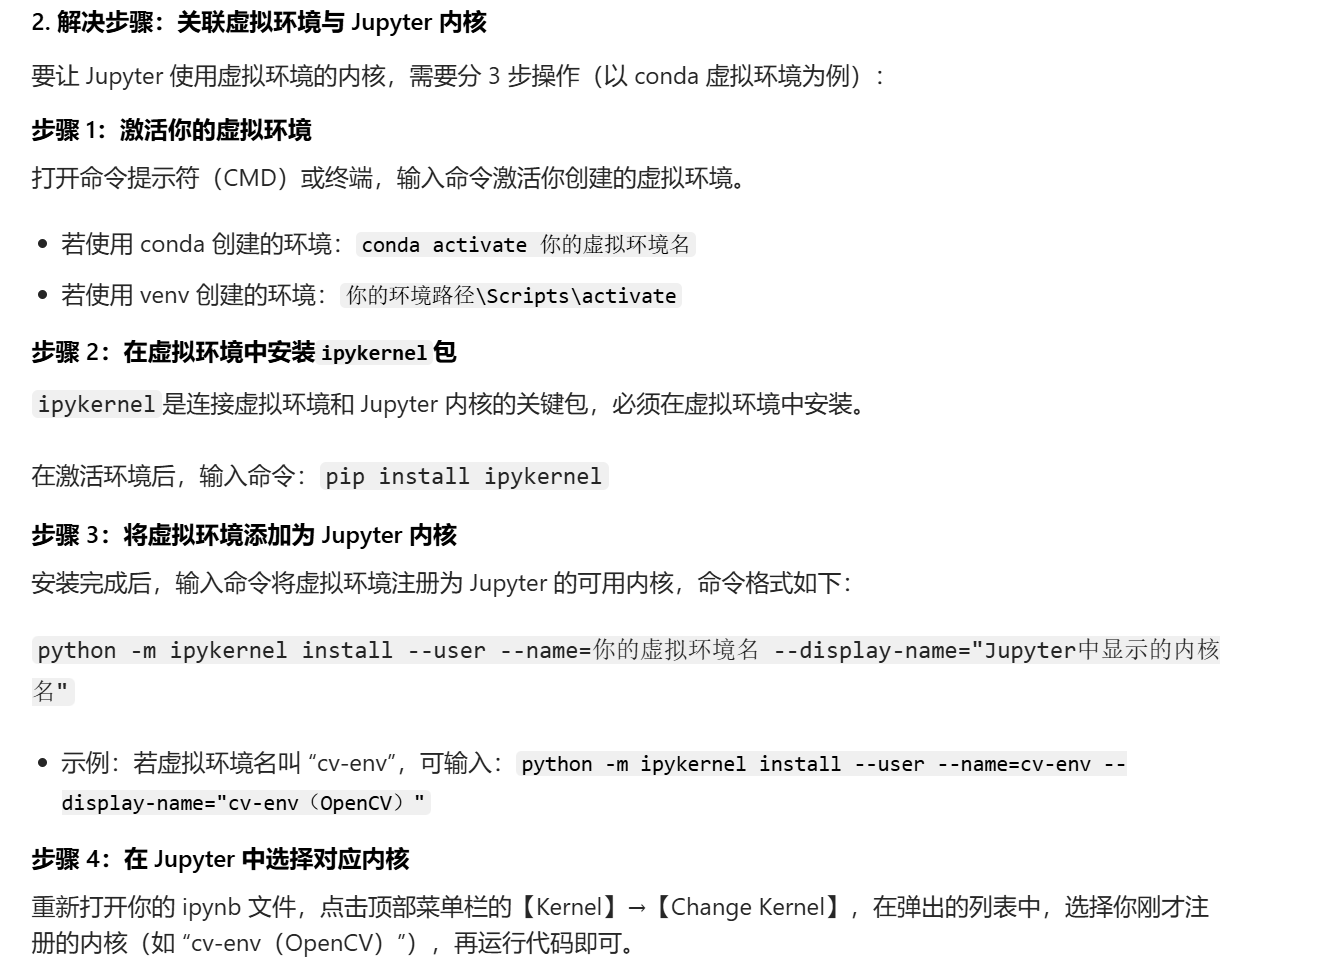 2. 解决步骤：关联虚拟环境与 Jupyter 内核
要让 Jupyter 使用虚拟环境的内核，需要分 3 步操作（以 conda 虚拟环境为例）：
步骤 1：激活你的虚拟环境
打开命令提示符（CMD）或终端，输入命令激活你创建的虚拟环境。
• 若使用 conda 创建的环境：conda activate 你的虚拟环境名
• 若使用 venv 创建的环境：你的环境路径\Scripts\activate
步骤 2：在虚拟环境中安装 ipykernel 包
ipykernel 是连接虚拟环境和 Jupyter 内核的关键包，必须在虚拟环境中安装。
在激活环境后，输入命令：pip install ipykernel
步骤 3：将虚拟环境添加为 Jupyter 内核
安装完成后，输入命令将虚拟环境注册为 Jupyter 的可用内核，命令格式如下：
python -m ipykernel install --user --name=你的虚拟环境名 --display-name="Jupyter中显示的内核
名"
• 示例：若虚拟环境名叫 “cv-env”，可输入：python -m ipykernel install --user --name=cv-env --
display-name="cv-env（OpenCV）"
步骤 4：在 Jupyter 中选择对应内核
重新打开你的 ipynb 文件，点击顶部菜单栏的【Kernel】→【Change Kernel】，在弹出的列表中，选择你刚才注
册的内核（如 “cv-env（OpenCV）”），再运行代码即可。